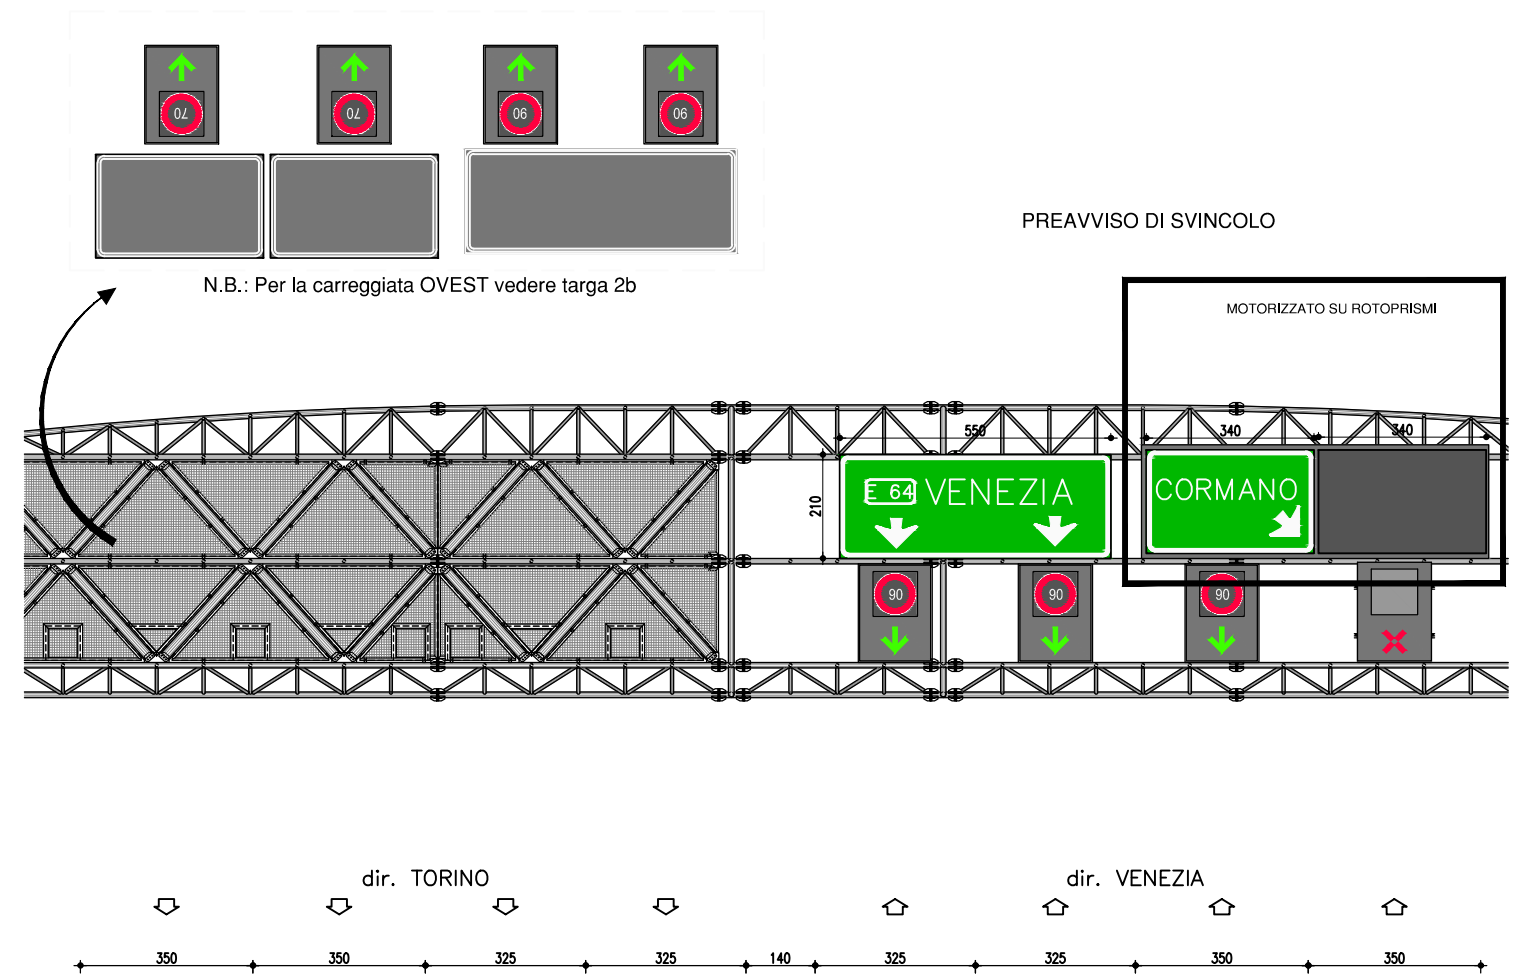 70 70 90 90
PREAVVISO DI SVINCOLO
N.B.: Per la carreggiata OVEST vedere targa 2b
MOTORIZZATO SU ROTOPRISMI
550 340 340
210
E 64 VENEZIA
CORMANO
90 90 90
dir. TORINO dir. VENEZIA
350 350 325 325 140 325 325 350 350